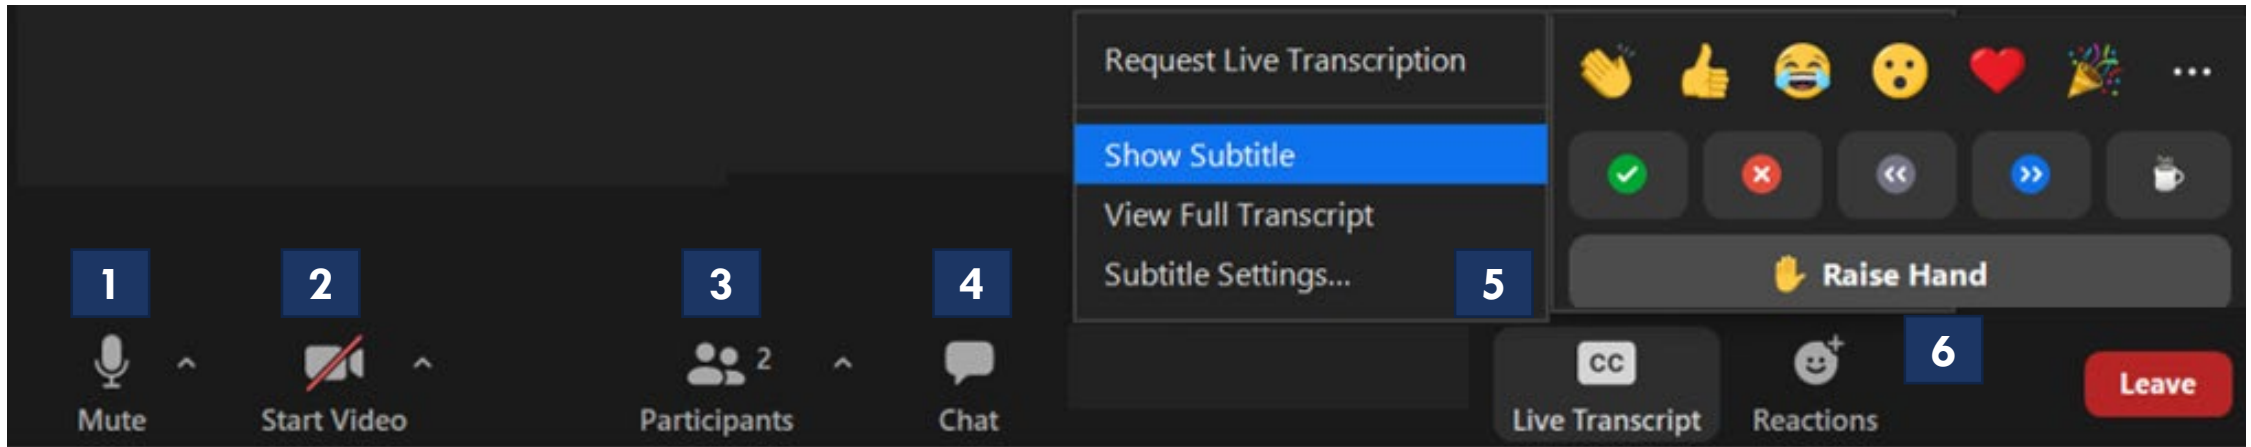 Request Live Transcription
Show Subtitle
View Full Transcript
Subtitle Settings...
Raise Hand
1
2
3
4
5
6
2
CC
Mute
Start Video
Participants
Chat
Live Transcript
Reactions
Leave